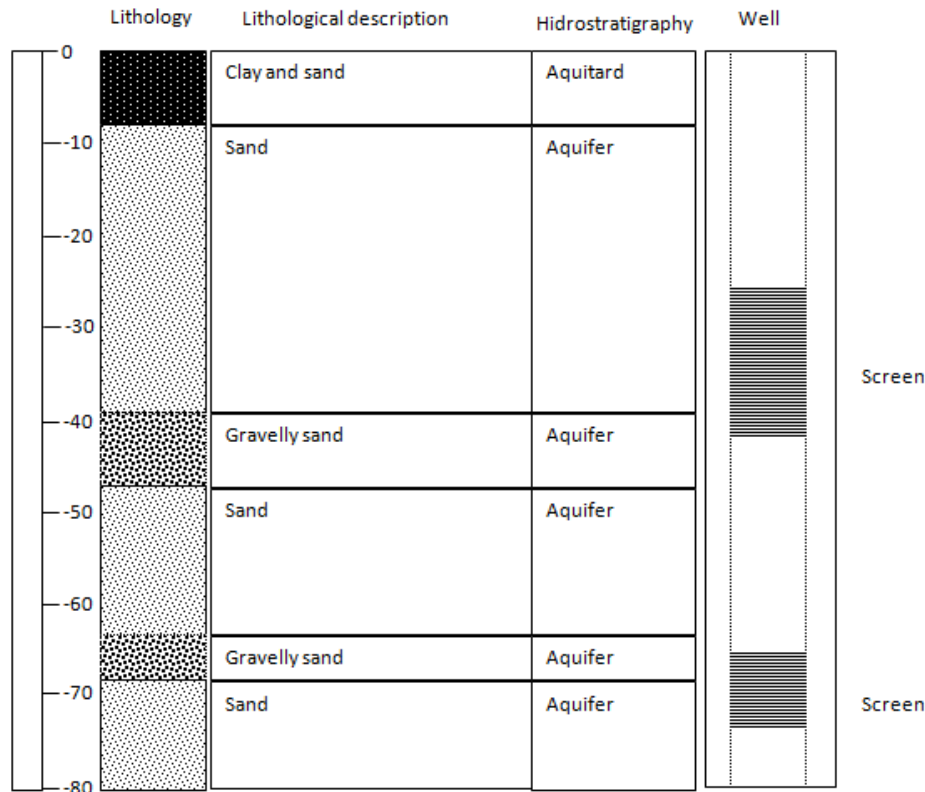 Lithology Lithological description Hidrostratigraphy Well
0
Clay and sand Aquitard
-10
Sand Aquifer
-20
-30
Screen
-40
Gravelly sand Aquifer
-50
Sand Aquifer
-60
Gravelly sand Aquifer
-70
Sand Aquifer Screen
-80